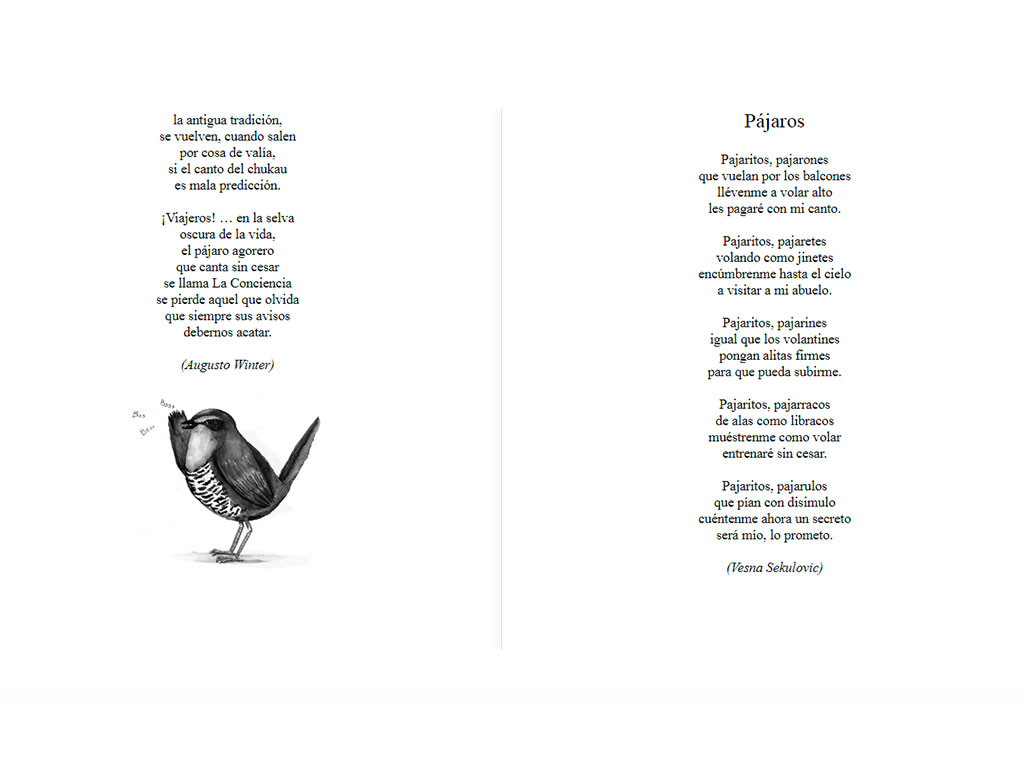 la antigua tradición,
se vuelven, cuando salen
por cosa de valía,
si el canto del chukau
es mala predicción.
¡Viajeros! … en la selva
oscura de la vida,
el pájaro agorero
que canta sin cesar
se llama La Conciencia
se pierde aquel que olvida
que siempre sus avisos
debernos acatar.
(Augusto Winter)
Pájaros
Pajaritos, pajarones
que vuelan por los balcones
llévenme a volar alto
les pagaré con mi canto.
Pajaritos, pajaretes
volando como jinetes
encúmbrenme hasta el cielo
a visitar a mi abuelo.
Pajaritos, pajarines
igual que los volantines
pongan alitas firmes
para que pueda subirme.
Pajaritos, pajarracos
de alas como libracos
muéstrenme como volar
entrenaré sin cesar.
Pajaritos, pajarulos
que pían con disimulo
cuéntenme ahora un secreto
será mío, lo prometo.
(Vesna Sekulovic)